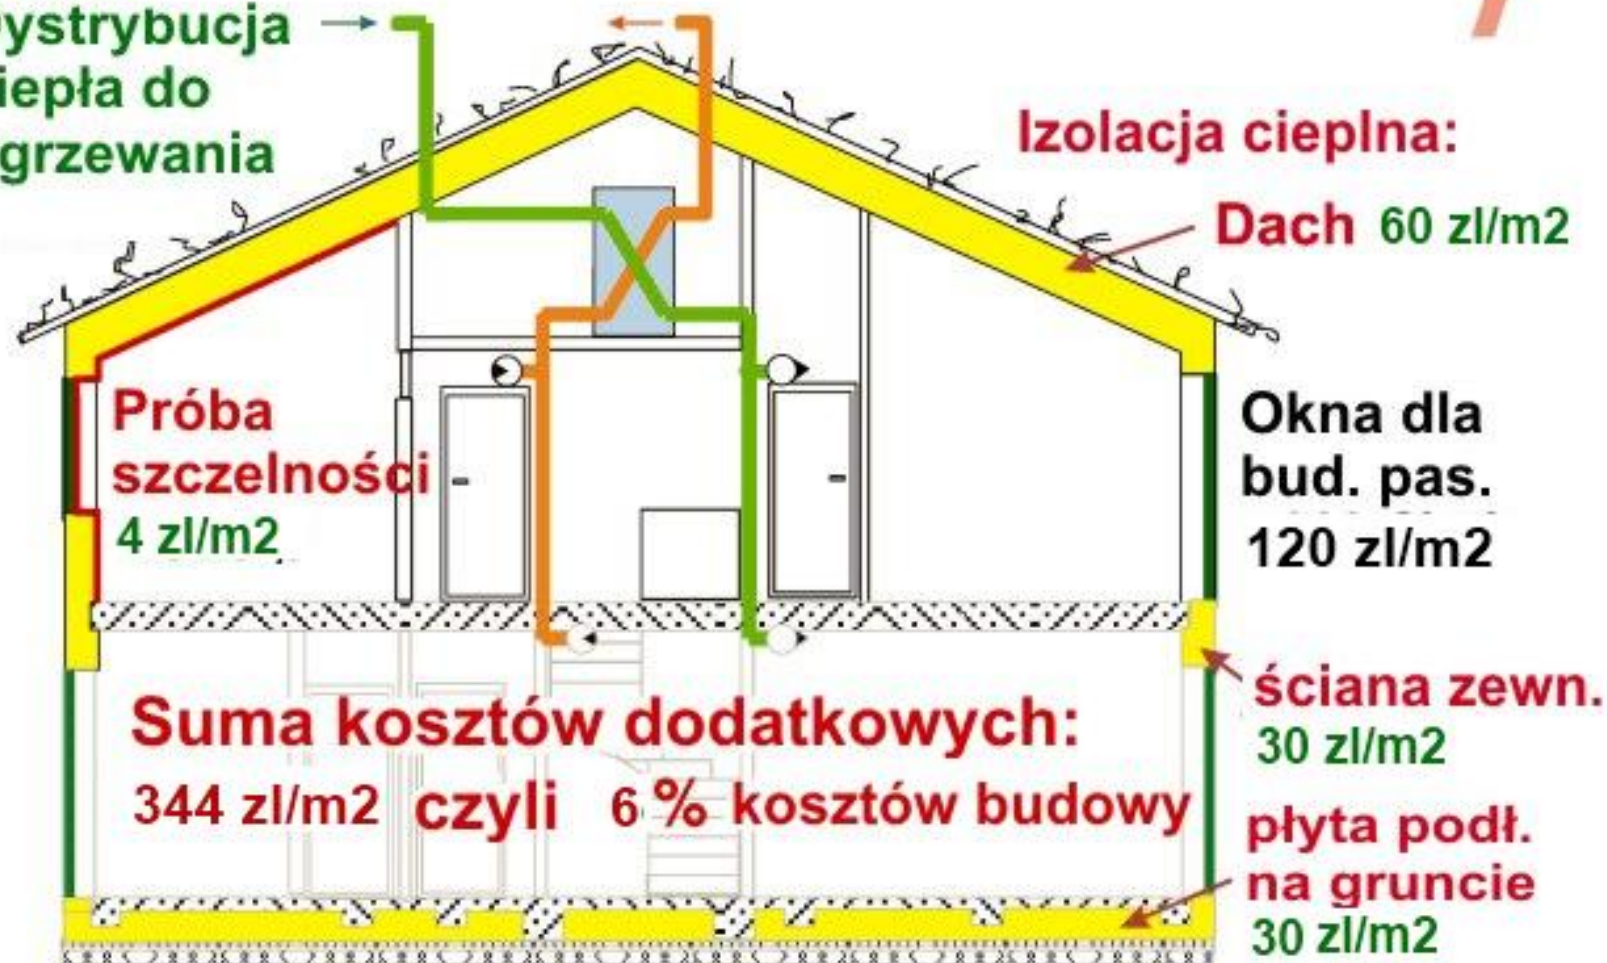 ystrybucja
iepła do
grzewania
Izolacja cieplna:
Dach 60 zl/m2
Próba
szczelności
4 zl/m2
Okna dla
bud. pas.
120 zl/m2
ściana zewn.
30 zl/m2
Suma kosztów dodatkowych:
344 zl/m2 czyli 6 % kosztów budowy
płyta podł.
na gruncie
30 zl/m2